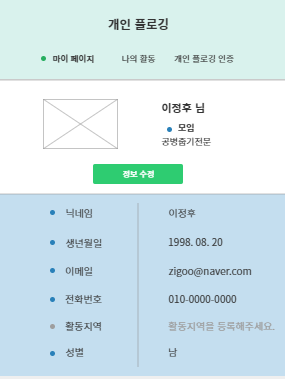 개인 플로깅
마이 페이지 나의 활동 개인 플로깅 인증
이정후 님
모임
공병줍기전문
정보 수정
닉네임 이정후
생년월일 1998. 08. 20
이메일 zigoo@naver.com
전화번호 010-0000-0000
활동지역 활동지역을 등록해주세요.
성별 남